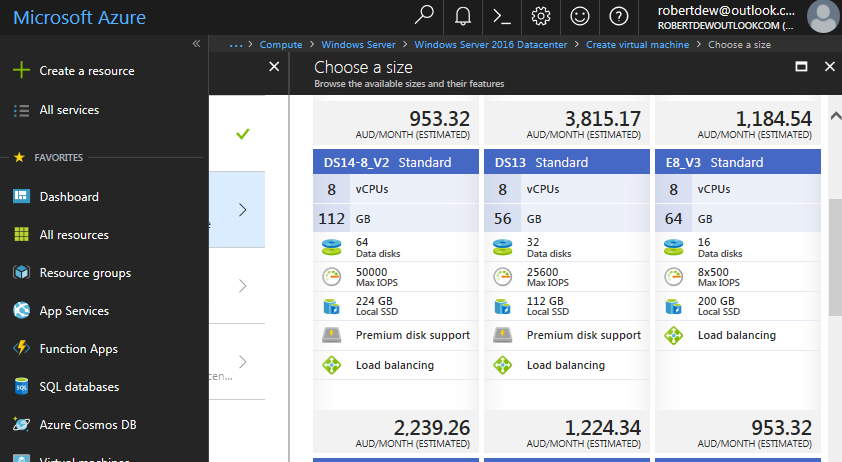 Microsoft Azure
robertdew@outlook.c...
ROBERTDEWOUTLOOKCOM (...
... > Compute > Windows Server > Windows Server 2016 Datacenter > Create virtual machine > Choose a size
Create a resource
All services
FAVORITES
Dashboard
All resources
Resource groups
App Services
Function Apps
SQL databases
Azure Cosmos DB
Virtual machines
cen...
Choose a size
Browse the available sizes and their features
953.32
AUD/MONTH (ESTIMATED)
3,815.17
AUD/MONTH (ESTIMATED)
1,184.54
AUD/MONTH (ESTIMATED)
DS14-8_V2 Standard
8 vCPUs
112 GB
64
Data disks
50000
Max IOPS
224 GB
Local SSD
Premium disk support
Load balancing
2,239.26
AUD/MONTH (ESTIMATED)
DS13 Standard
8 vCPUs
56 GB
32
Data disks
25600
Max IOPS
112 GB
Local SSD
Premium disk support
Load balancing
1,224.34
AUD/MONTH (ESTIMATED)
E8_V3 Standard
8 vCPUs
64 GB
16
Data disks
8x500
Max IOPS
200 GB
Local SSD
Load balancing
953.32
AUD/MONTH (ESTIMATED)